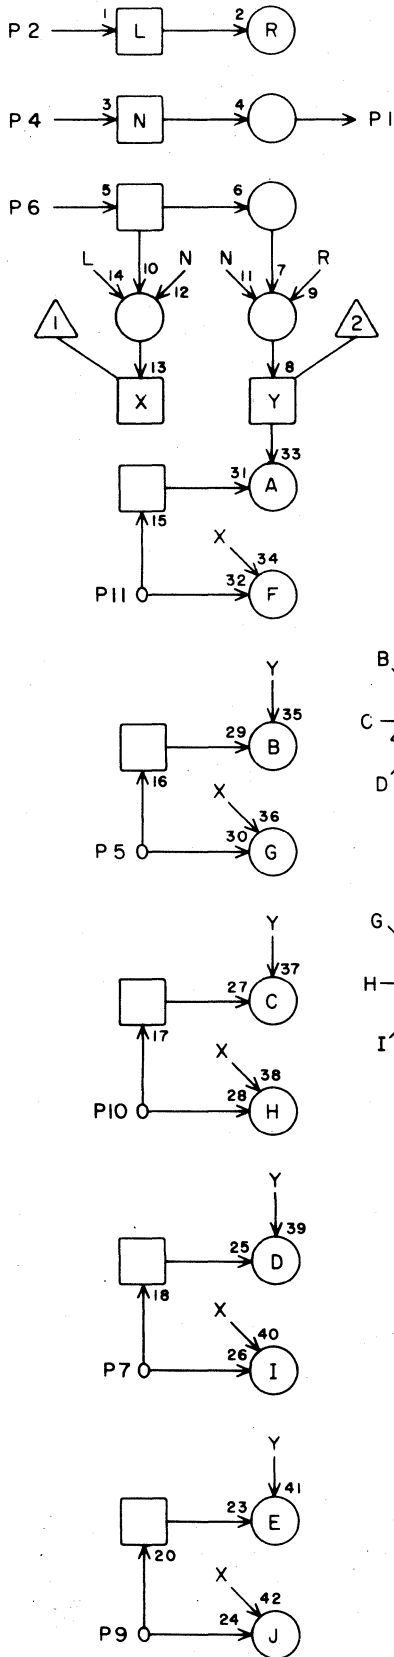 1 2
P2 L R
3 4
P4 N P1
5 6
P6
L 10 N N 7 R
14 12 11 9
1 2
13 8
X Y
33
31 A
15 X 34
P11 32 F
Y
35
29 B
16 X 36
P5 30 G
Y
37
27 C
17 X 38
P10 28 H
Y
39
25 D
18 X 40
P7 26 I
Y
41
23 E
20 X 42
P9 24 J
B
C
D
G
H
I